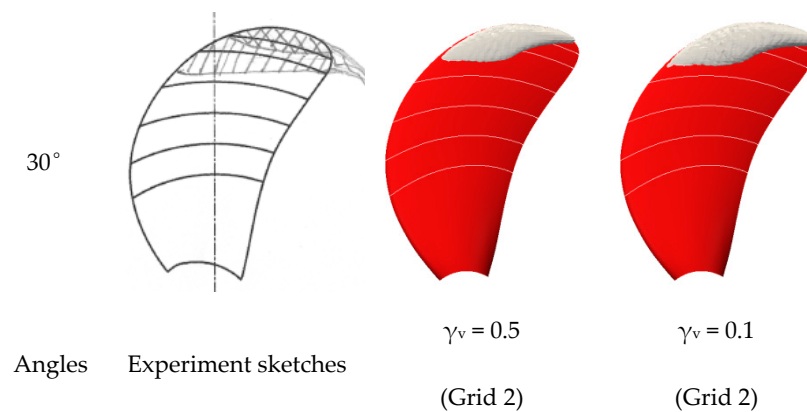 30°
γv = 0.5
γv = 0.1
Angles Experiment sketches
(Grid 2)
(Grid 2)